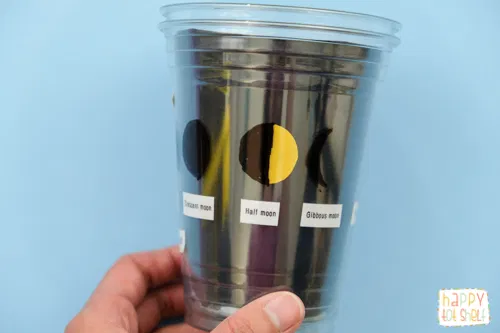 Crescent moon
Half moon
Gibbous moon
happy
tot shelf